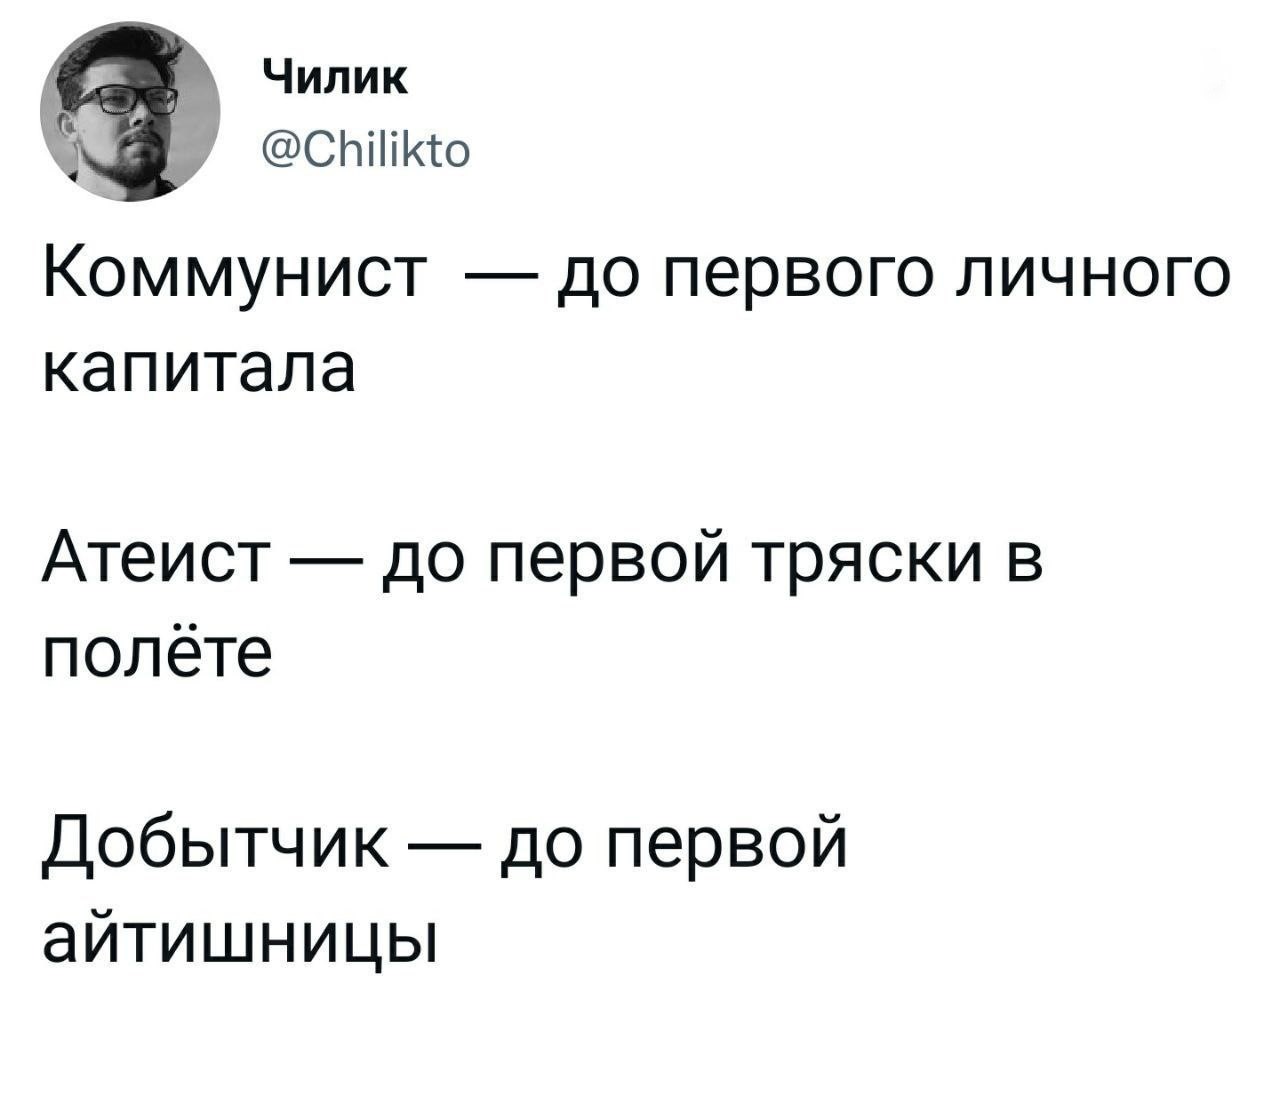 Чилик
@Chilikto
Коммунист — до первого личного
капитала
Атеист — до первой тряски в
полёте
Добытчик — до первой
айтишницы